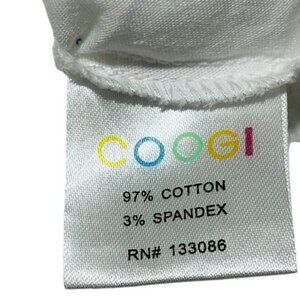 COOGI
97% COTTON
3% SPANDEX
RN# 133086